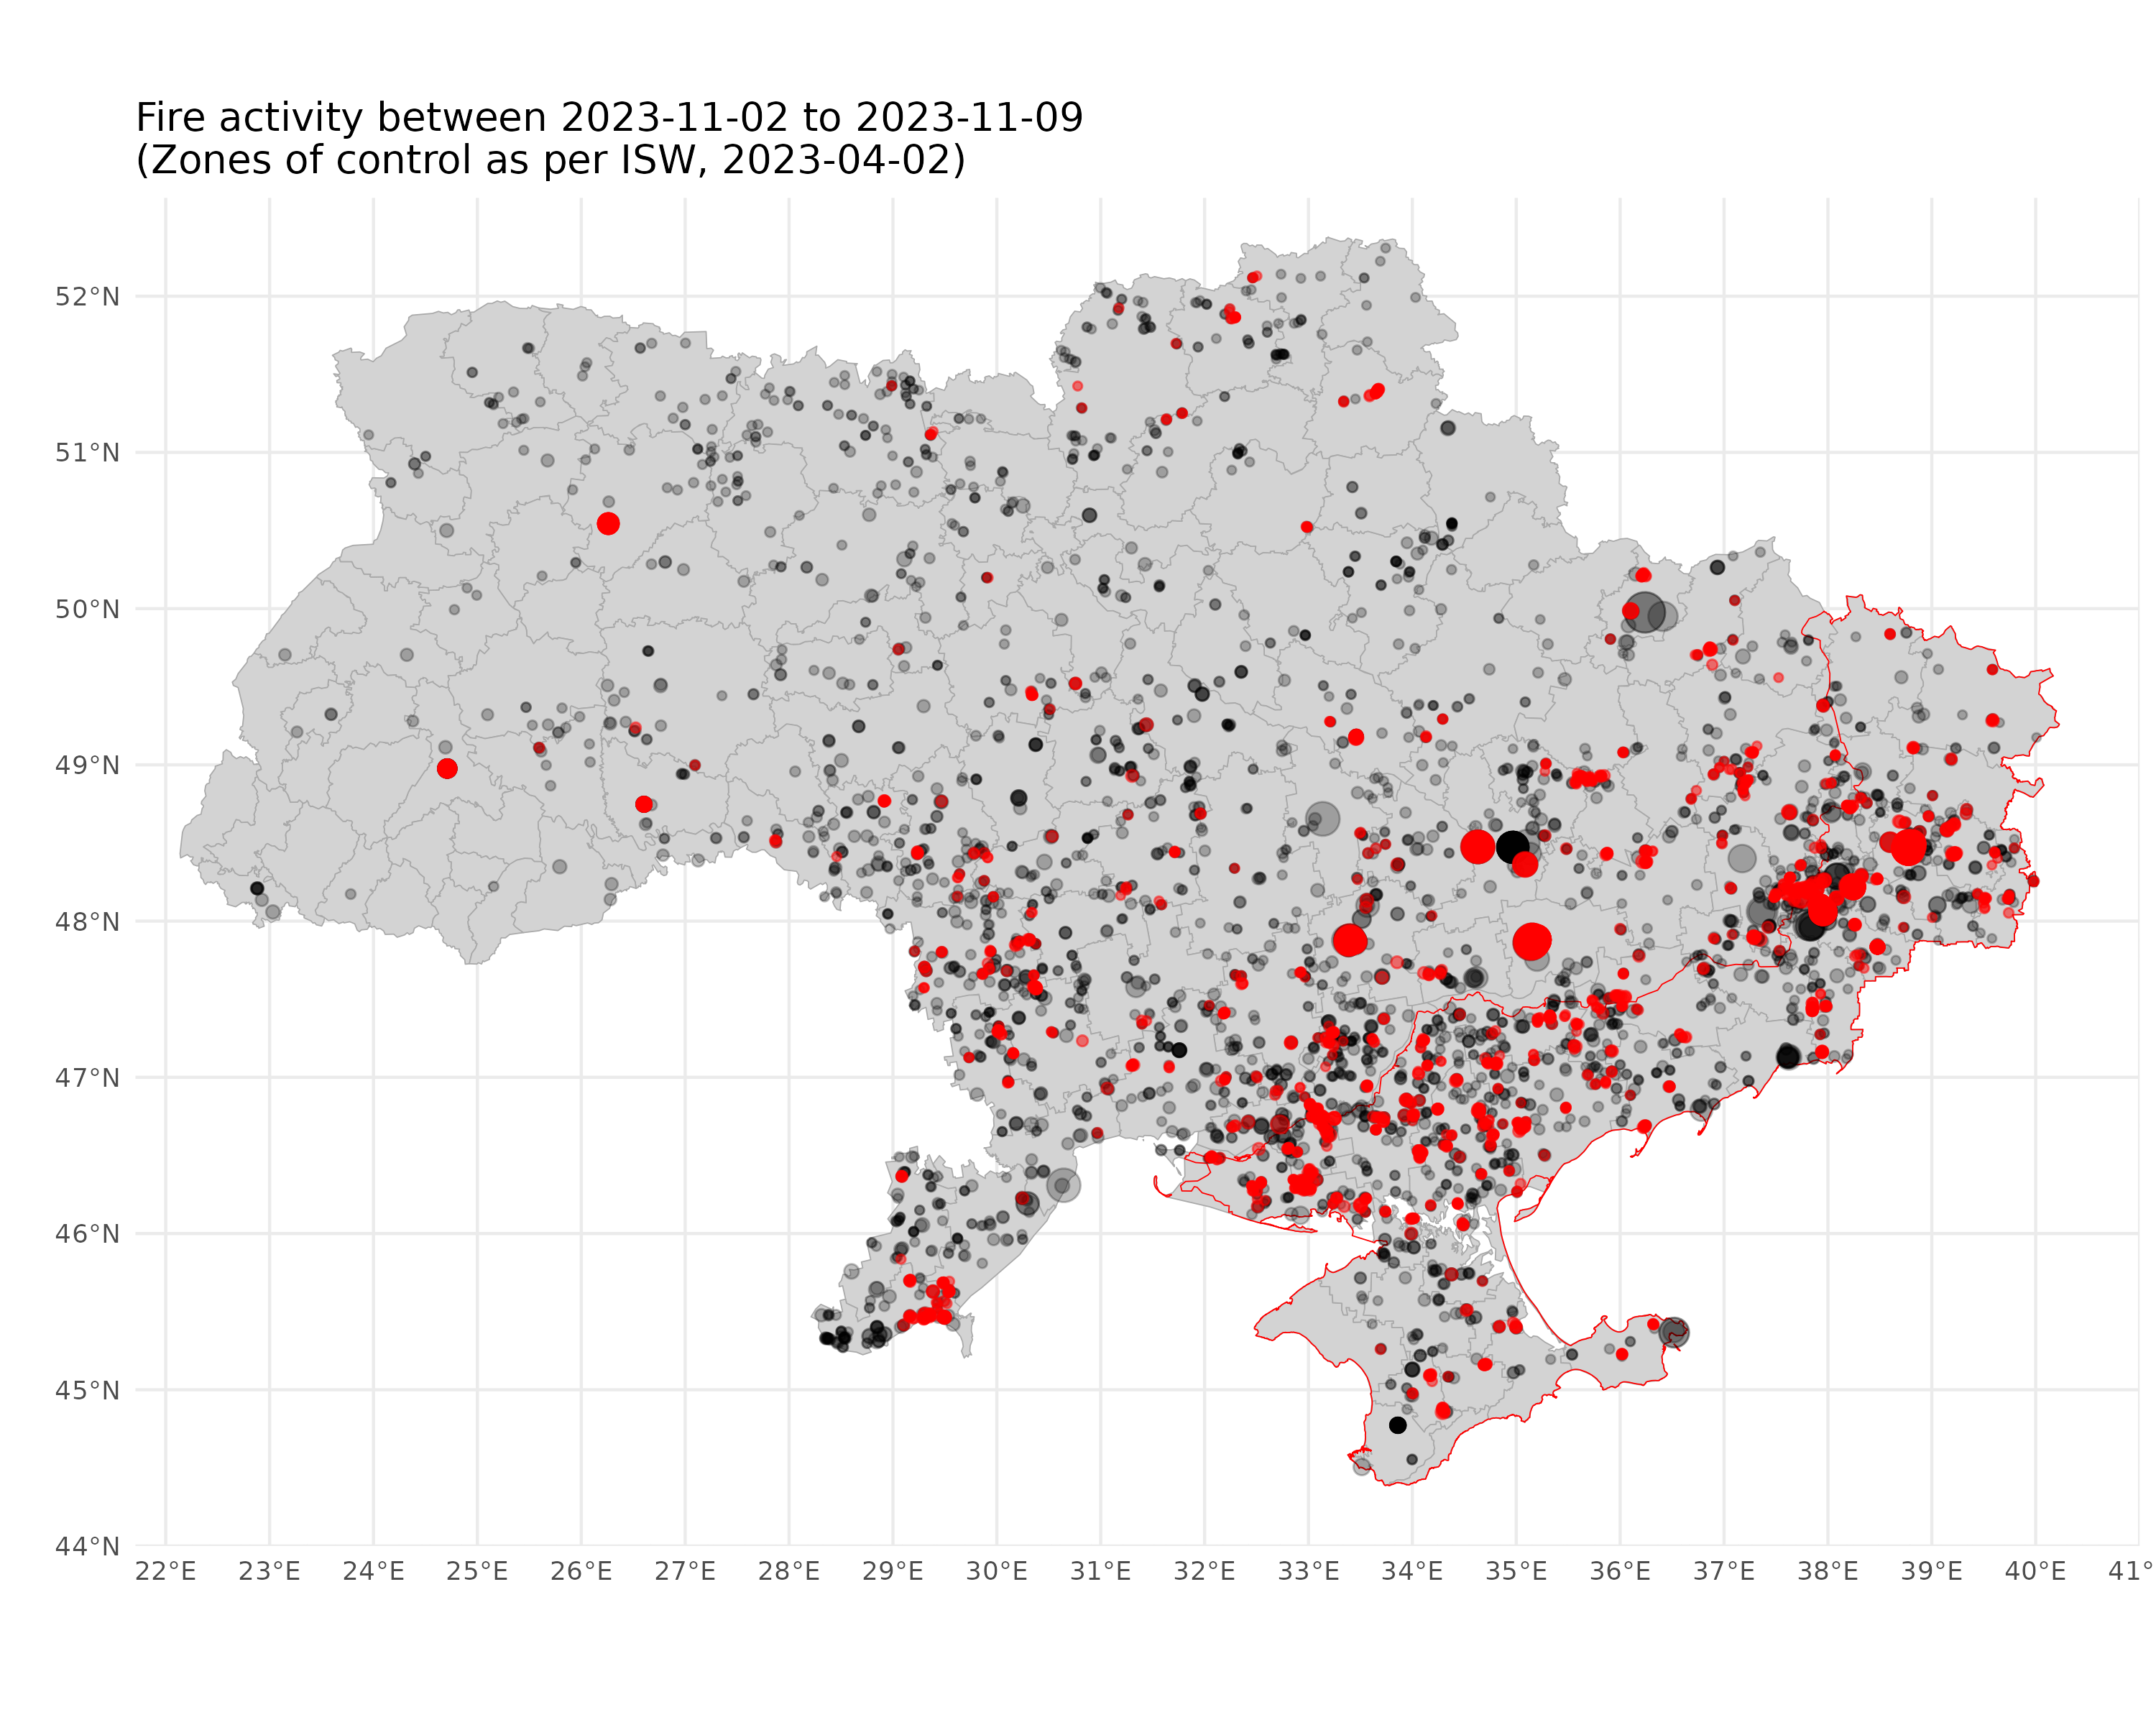 Fire activity between 2023-11-02 to 2023-11-09
(Zones of control as per ISW, 2023-04-02)
52°N
51°N
50°N
49°N
48°N
47°N
46°N
45°N
44°N
22°E 23°E 24°E 25°E 26°E 27°E 28°E 29°E 30°E 31°E 32°E 33°E 34°E 35°E 36°E 37°E 38°E 39°E 40°E 41°